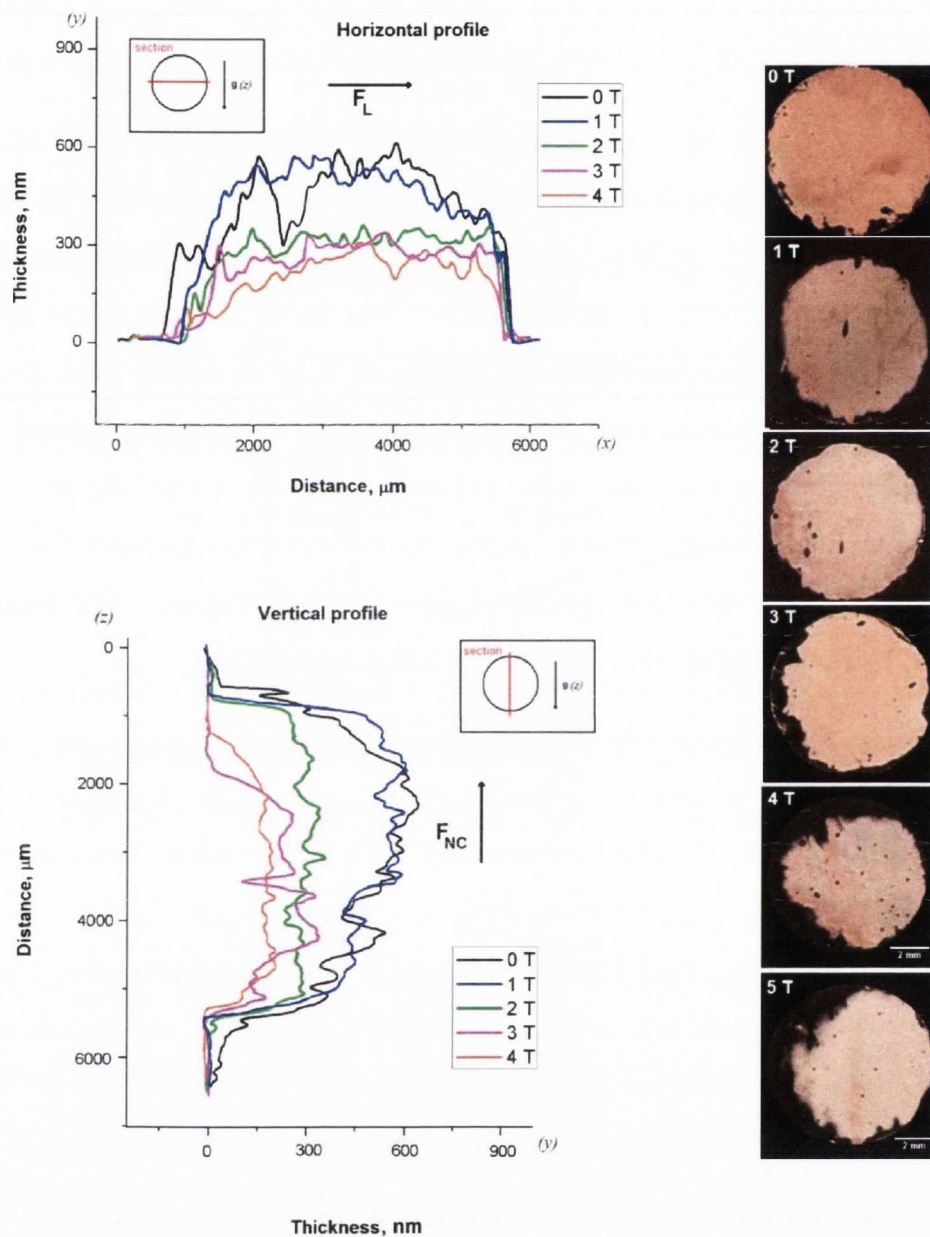 (y)
900
600
300
0
Thickness, nm
Horizontal profile
section
g (z)
F_L
0 T
1 T
2 T
3 T
4 T
0
2000
4000
6000
(x)
Distance, µm
(z)
Vertical profile
0
2000
4000
6000
Distance, µm
section
g (z)
F_NC
0 T
1 T
2 T
3 T
4 T
0
300
600
900
(y)
Thickness, nm
0 T
1 T
2 T
3 T
4 T
2 mm
5 T
2 mm